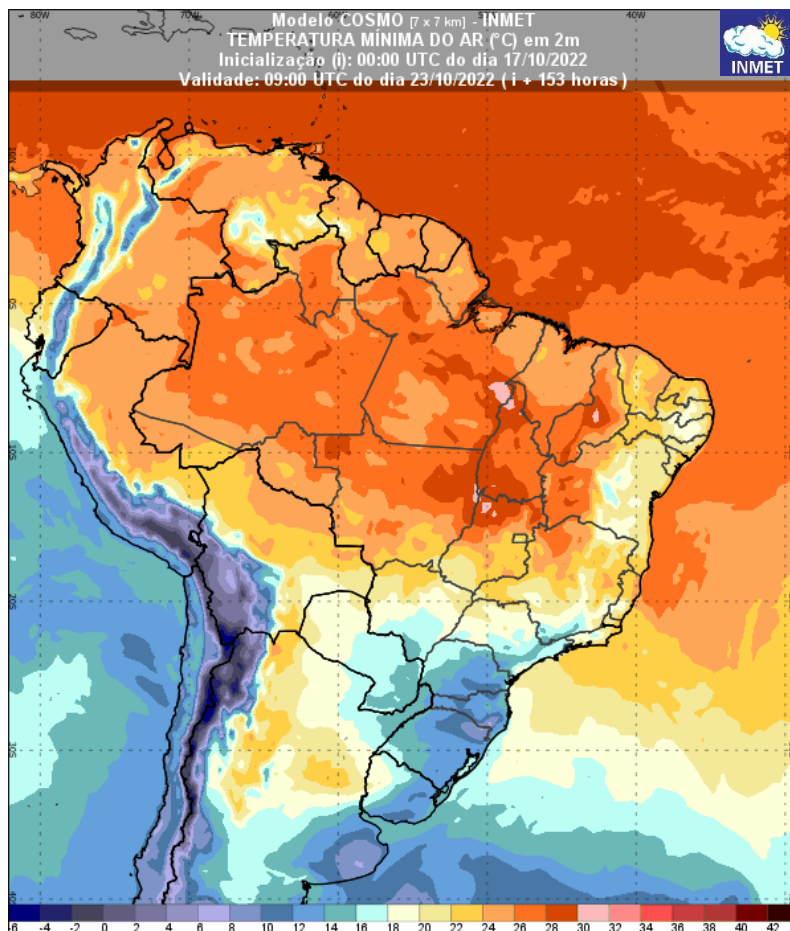 Modelo COSMO [7 x 7 km] - INMET
TEMPERATURA MÍNIMA DO AR (°C) em 2m
Inicialização (i): 00:00 UTC do dia 17/10/2022
Validade: 09:00 UTC do dia 23/10/2022 ( i + 153 horas )
INMET
80W 70W 60W 50W 40W
-6 -4 -2 0 2 4 6 8 10 12 14 16 18 20 22 24 26 28 30 32 34 36 38 40 42